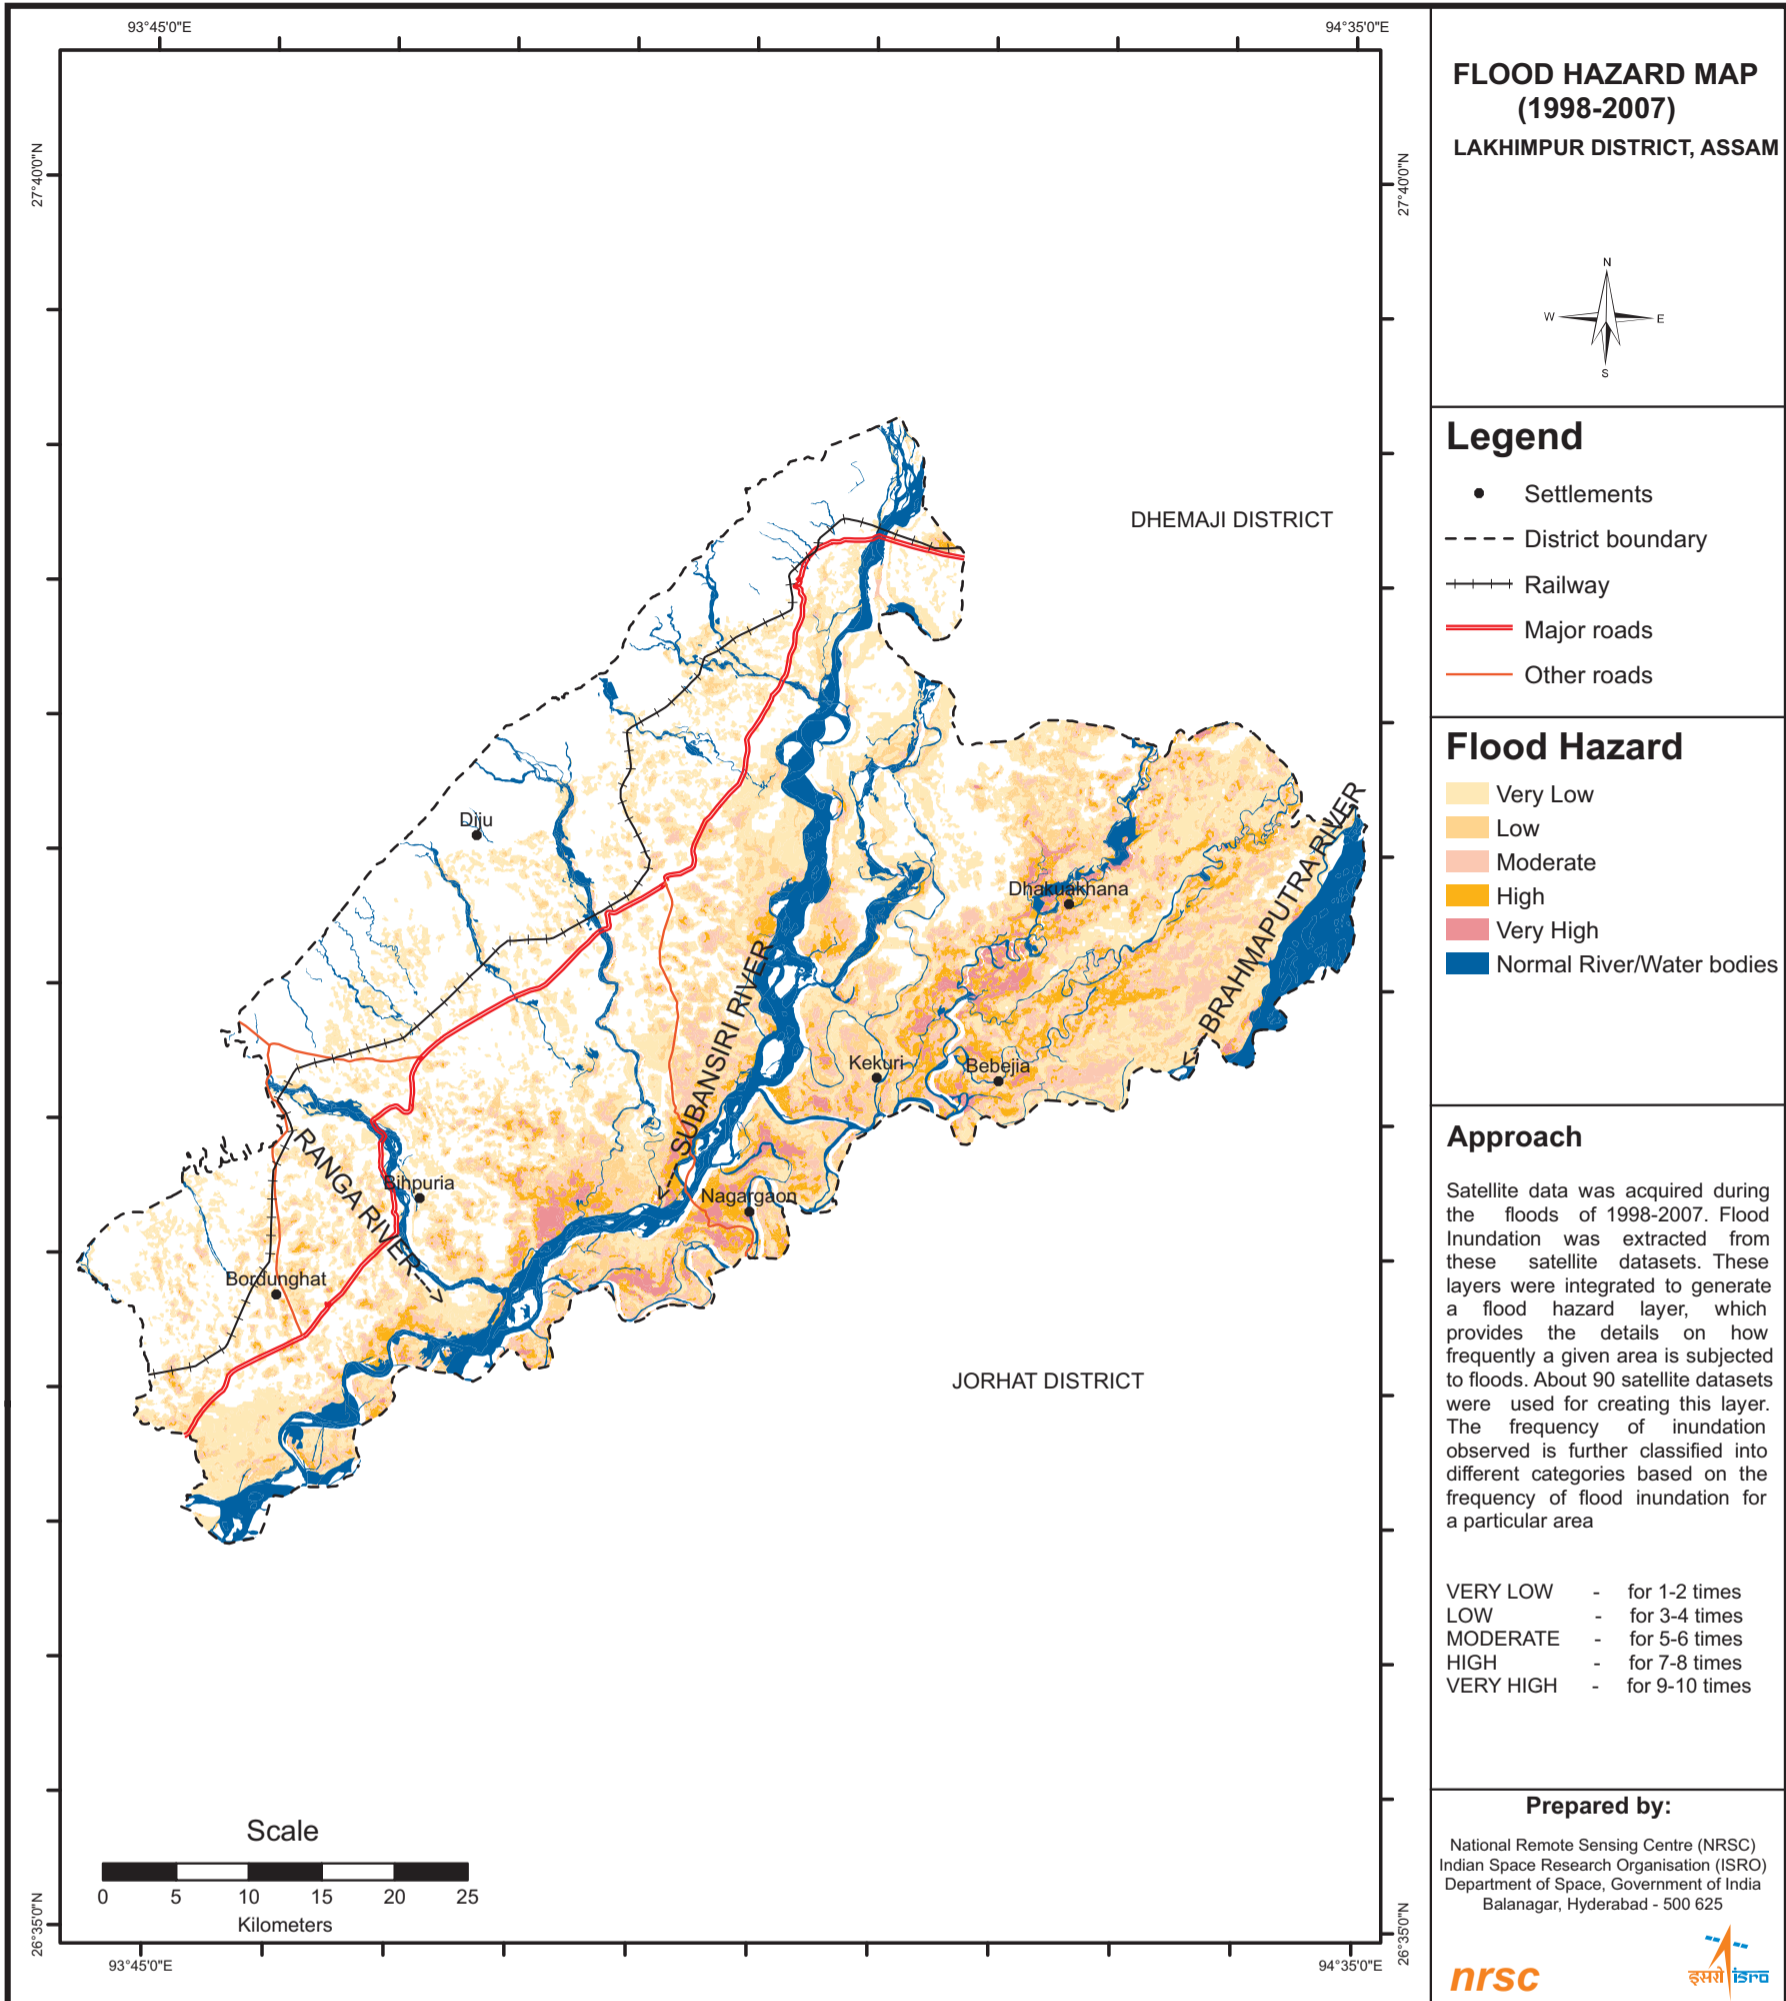 93°45'0"E
94°35'0"E
27°40'0"N
27°40'0"N
FLOOD HAZARD MAP
(1998-2007)
LAKHIMPUR DISTRICT, ASSAM
N
W
E
S
Legend
Settlements
District boundary
Railway
Major roads
Other roads
Flood Hazard
Very Low
Low
Moderate
High
Very High
Normal River/Water bodies
DHEMAJI DISTRICT
Diju
Dhakuakhana
BRAHMAPUTRA RIVER
SUBANSIRI RIVER
Kekuri
Bebejia
RANGA RIVER
Bihpuria
Nagargaon
Bordunghat
JORHAT DISTRICT
Approach
Satellite data was acquired during
the floods of 1998-2007. Flood
Inundation was extracted from
these satellite datasets. These
layers were integrated to generate
a flood hazard layer, which
provides the details on how
frequently a given area is subjected
to floods. About 90 satellite datasets
were used for creating this layer.
The frequency of inundation
observed is further classified into
different categories based on the
frequency of flood inundation for
a particular area
VERY LOW - for 1-2 times
LOW - for 3-4 times
MODERATE - for 5-6 times
HIGH - for 7-8 times
VERY HIGH - for 9-10 times
Scale
0 5 10 15 20 25
Kilometers
26°35'0"N
26°35'0"N
93°45'0"E
94°35'0"E
Prepared by:
National Remote Sensing Centre (NRSC)
Indian Space Research Organisation (ISRO)
Department of Space, Government of India
Balanagar, Hyderabad - 500 625
nrsc
इसरो isro